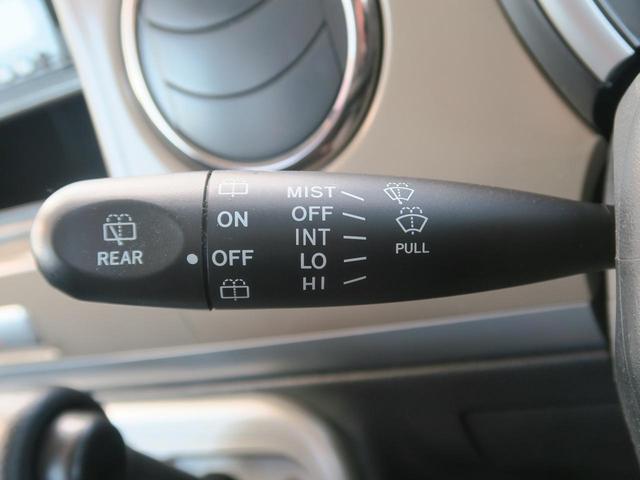 REAR
ON
OFF
MIST
OFF
INT
LO
HI
PULL